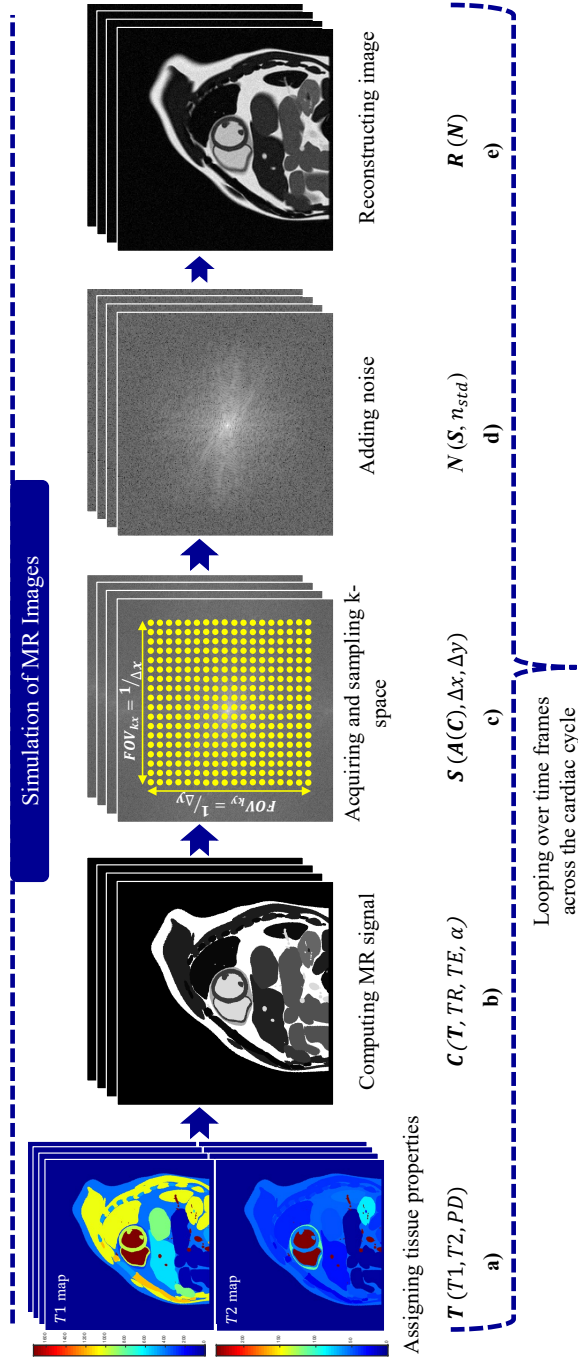 Simulation of MR Images
T1 map
T2 map
Assigning tissue properties
T (T1, T2, PD)
a)
Computing MR signal
C (T, TR, TE, α)
b)
FOV_kx = 1/Δx
FOV_ky = 1/Δy
Acquiring and sampling k-
space
S (A(C), Δx, Δy)
c)
Adding noise
N (S, n_std)
d)
Reconstructing image
R (N)
e)
Looping over time frames
across the cardiac cycle